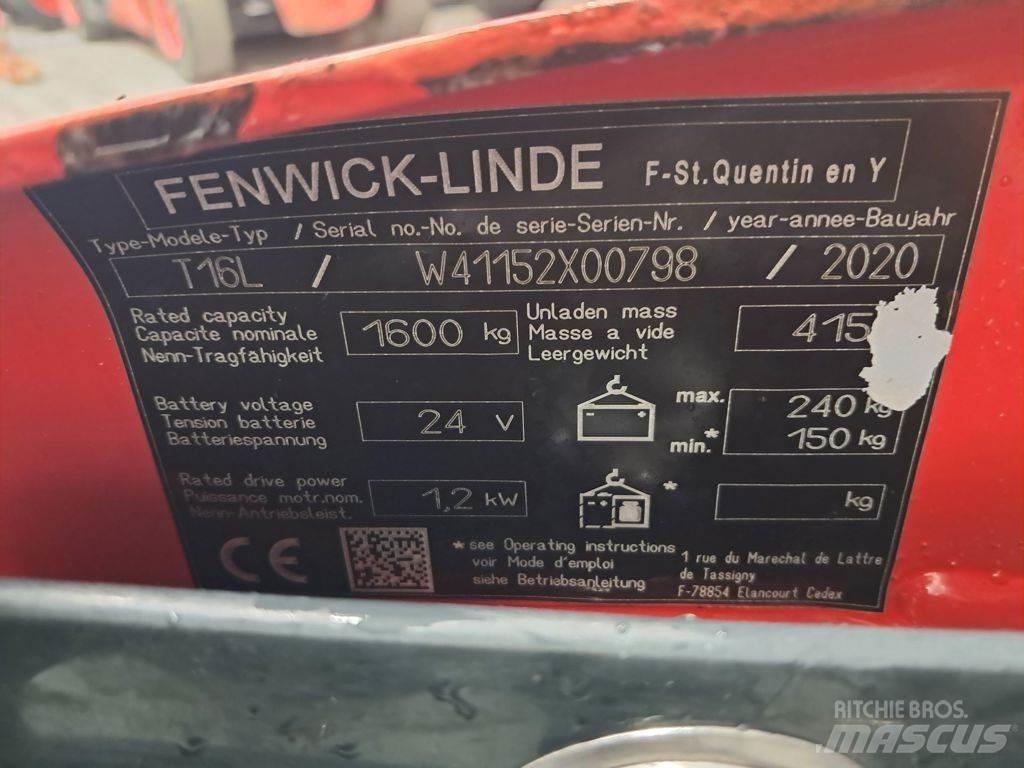 FENWICK-LINDE F-St.Quentin en Y
Type-Modele-Typ / Serial no.-No. de serie-Serien-Nr. / year-annee-Baujahr
T16L / W41152X00798 / 2020
Rated capacity
Capacite nominale
Nenn-Tragfähigkeit
1600 kg
Unladen mass
Masse a vide
Leergewicht
415
Battery voltage
Tension batterie
Batteriespannung
24 V
max. 240 kg
min.* 150 kg
Rated drive power
Puissance motr.nom.
Nenn-Antriebsleist.
1,2 kW
* kg
CE
* see Operating instructions
voir Mode d'emploi
siehe Betriebsanleitung
1 rue du Marechal de Lattre
de Tassigny
F-78854 Elancourt Cedex
RITCHIE BROS.
MASCUS